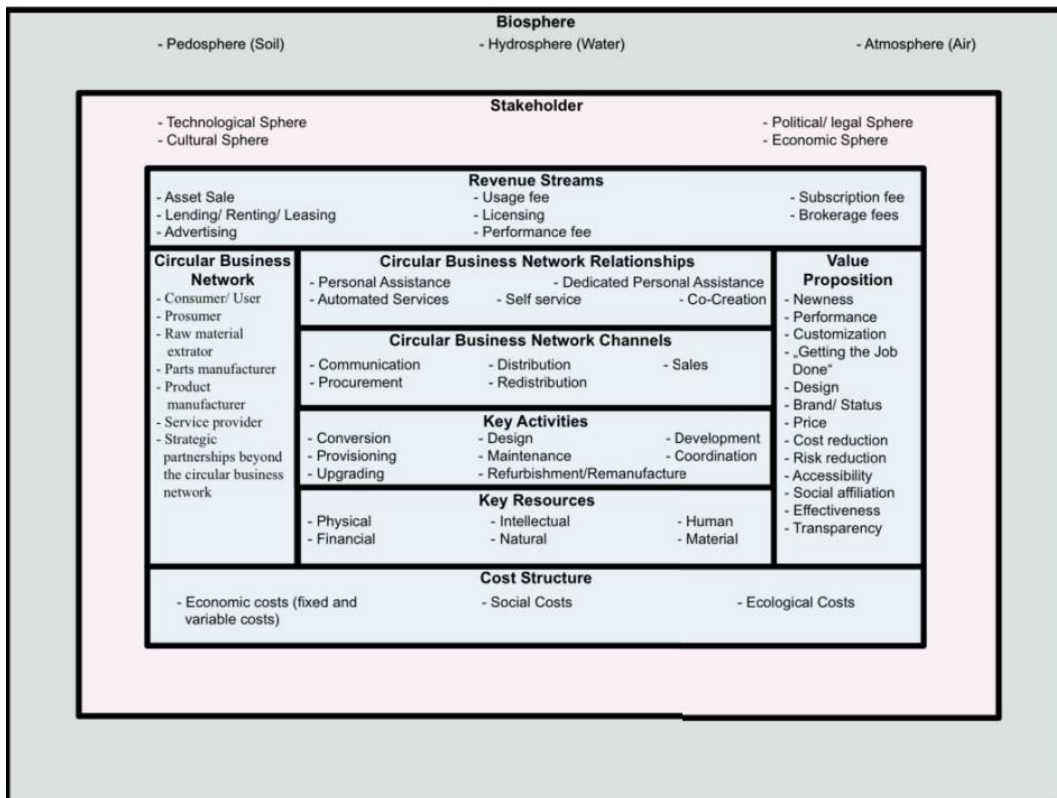 Biosphere
- Pedosphere (Soil) - Hydrosphere (Water) - Atmosphere (Air)
Stakeholder
- Technological Sphere - Political/ legal Sphere
- Cultural Sphere - Economic Sphere
Revenue Streams
- Asset Sale - Usage fee - Subscription fee
- Lending/ Renting/ Leasing - Licensing - Brokerage fees
- Advertising - Performance fee
Circular Business
Network
- Consumer/ User
- Prosumer
- Raw material
extrator
- Parts manufacturer
- Product
manufacturer
- Service provider
- Strategic
partnerships beyond
the circular business
network
Circular Business Network Relationships
- Personal Assistance - Dedicated Personal Assistance
- Automated Services - Self service - Co-Creation
Circular Business Network Channels
- Communication - Distribution - Sales
- Procurement - Redistribution
Key Activities
- Conversion - Design - Development
- Provisioning - Maintenance - Coordination
- Upgrading - Refurbishment/Remanufacture
Key Resources
- Physical - Intellectual - Human
- Financial - Natural - Material
Value
Proposition
- Newness
- Performance
- Customization
- „Getting the Job
Done“
- Design
- Brand/ Status
- Price
- Cost reduction
- Risk reduction
- Accessibility
- Social affiliation
- Effectiveness
- Transparency
Cost Structure
- Economic costs (fixed and - Social Costs - Ecological Costs
variable costs)